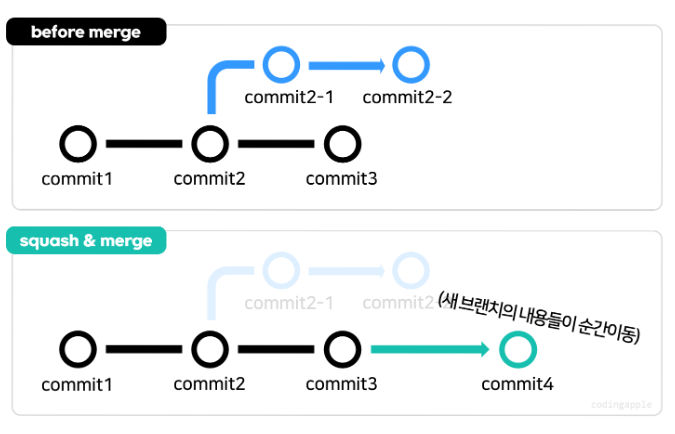 before merge
commit2-1 commit2-2
commit1 commit2 commit3
squash & merge
commit2-1 commit2-2
(새 브랜치의 내용들이 순간이동)
commit1 commit2 commit3 commit4
codingapple